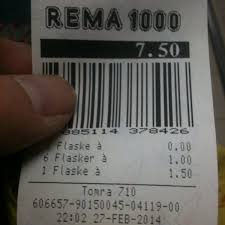 REMA 1000
7.50
885114 378426
Flaske à 0.00
6 Flasker à 1.00
1 Flaske à 1.50
Tomra 710
606657-90150045-04119-00
22:02 27-FEB-2014